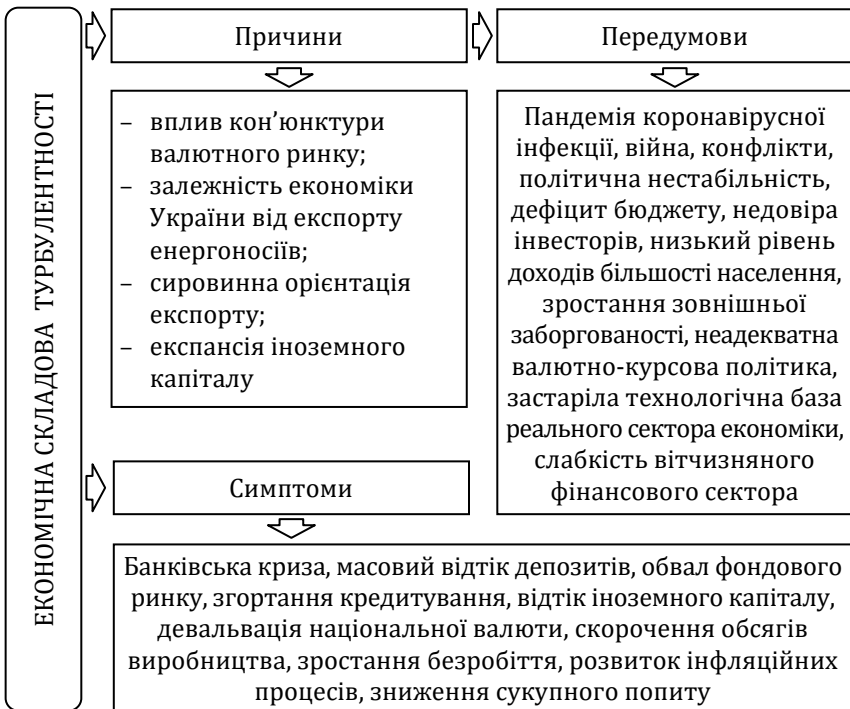 ЕКОНОМІЧНА СКЛАДОВА ТУРБУЛЕНТНОСТІ
Причини
– вплив кон’юнктури
валютного ринку;
– залежність економіки
України від експорту
енергоносіїв;
– сировинна орієнтація
експорту;
– експансія іноземного
капіталу
Передумови
Пандемія коронавірусної
інфекції, війна, конфлікти,
політична нестабільність,
дефіцит бюджету, недовіра
інвесторів, низький рівень
доходів більшості населення,
зростання зовнішньої
заборгованості, неадекватна
валютно-курсова політика,
застаріла технологічна база
реального сектора економіки,
слабкість вітчизняного
фінансового сектора
Симптоми
Банківська криза, масовий відтік депозитів, обвал фондового
ринку, згортання кредитування, відтік іноземного капіталу,
девальвація національної валюти, скорочення обсягів
виробництва, зростання безробіття, розвиток інфляційних
процесів, зниження сукупного попиту